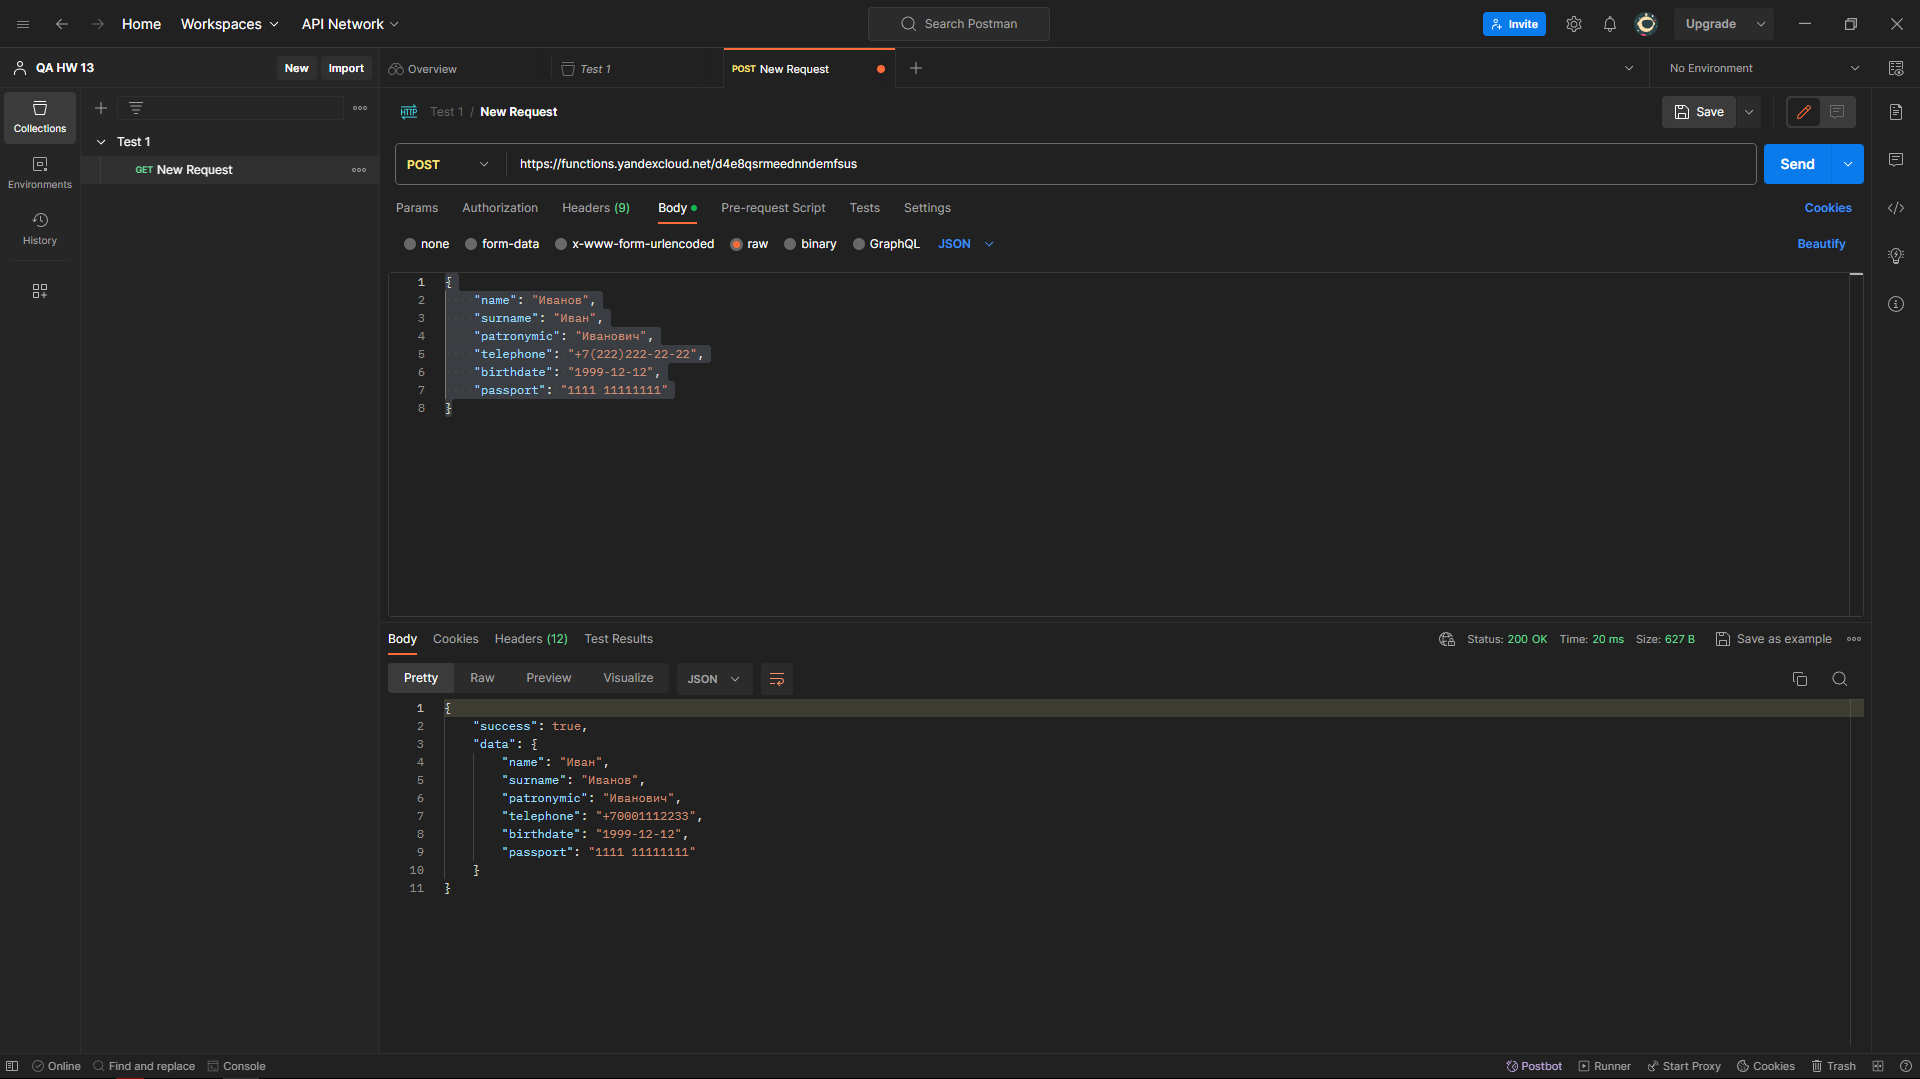 Home Workspaces API Network Search Postman Invite Upgrade
QA HW 13 New Import Overview Test 1 POST New Request No Environment
Collections
Environments
History
Test 1
GET New Request
HTTP Test 1 / New Request Save
POST https://functions.yandexcloud.net/d4e8qsrmeednndemfsus Send
Params Authorization Headers (9) Body Pre-request Script Tests Settings Cookies
none form-data x-www-form-urlencoded raw binary GraphQL JSON Beautify
1 {
2 "name": "Иванов",
3 "surname": "Иван",
4 "patronymic": "Иванович",
5 "telephone": "+7(222)222-22-22",
6 "birthdate": "1999-12-12",
7 "passport": "1111 11111111"
8 }
Body Cookies Headers (12) Test Results Status: 200 OK Time: 20 ms Size: 627 B Save as example
Pretty Raw Preview Visualize JSON
1 {
2 "success": true,
3 "data": {
4 "name": "Иван",
5 "surname": "Иванов",
6 "patronymic": "Иванович",
7 "telephone": "+70001112233",
8 "birthdate": "1999-12-12",
9 "passport": "1111 11111111"
10 }
11 }
Online Find and replace Console Postbot Runner Start Proxy Cookies Trash